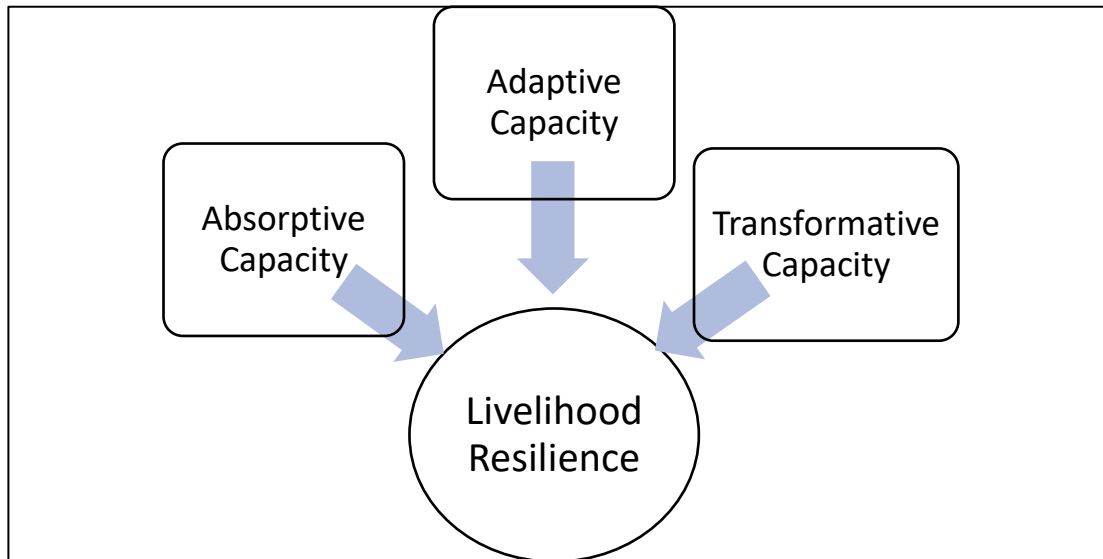 Adaptive
Capacity
Absorptive
Capacity
Transformative
Capacity
Livelihood
Resilience